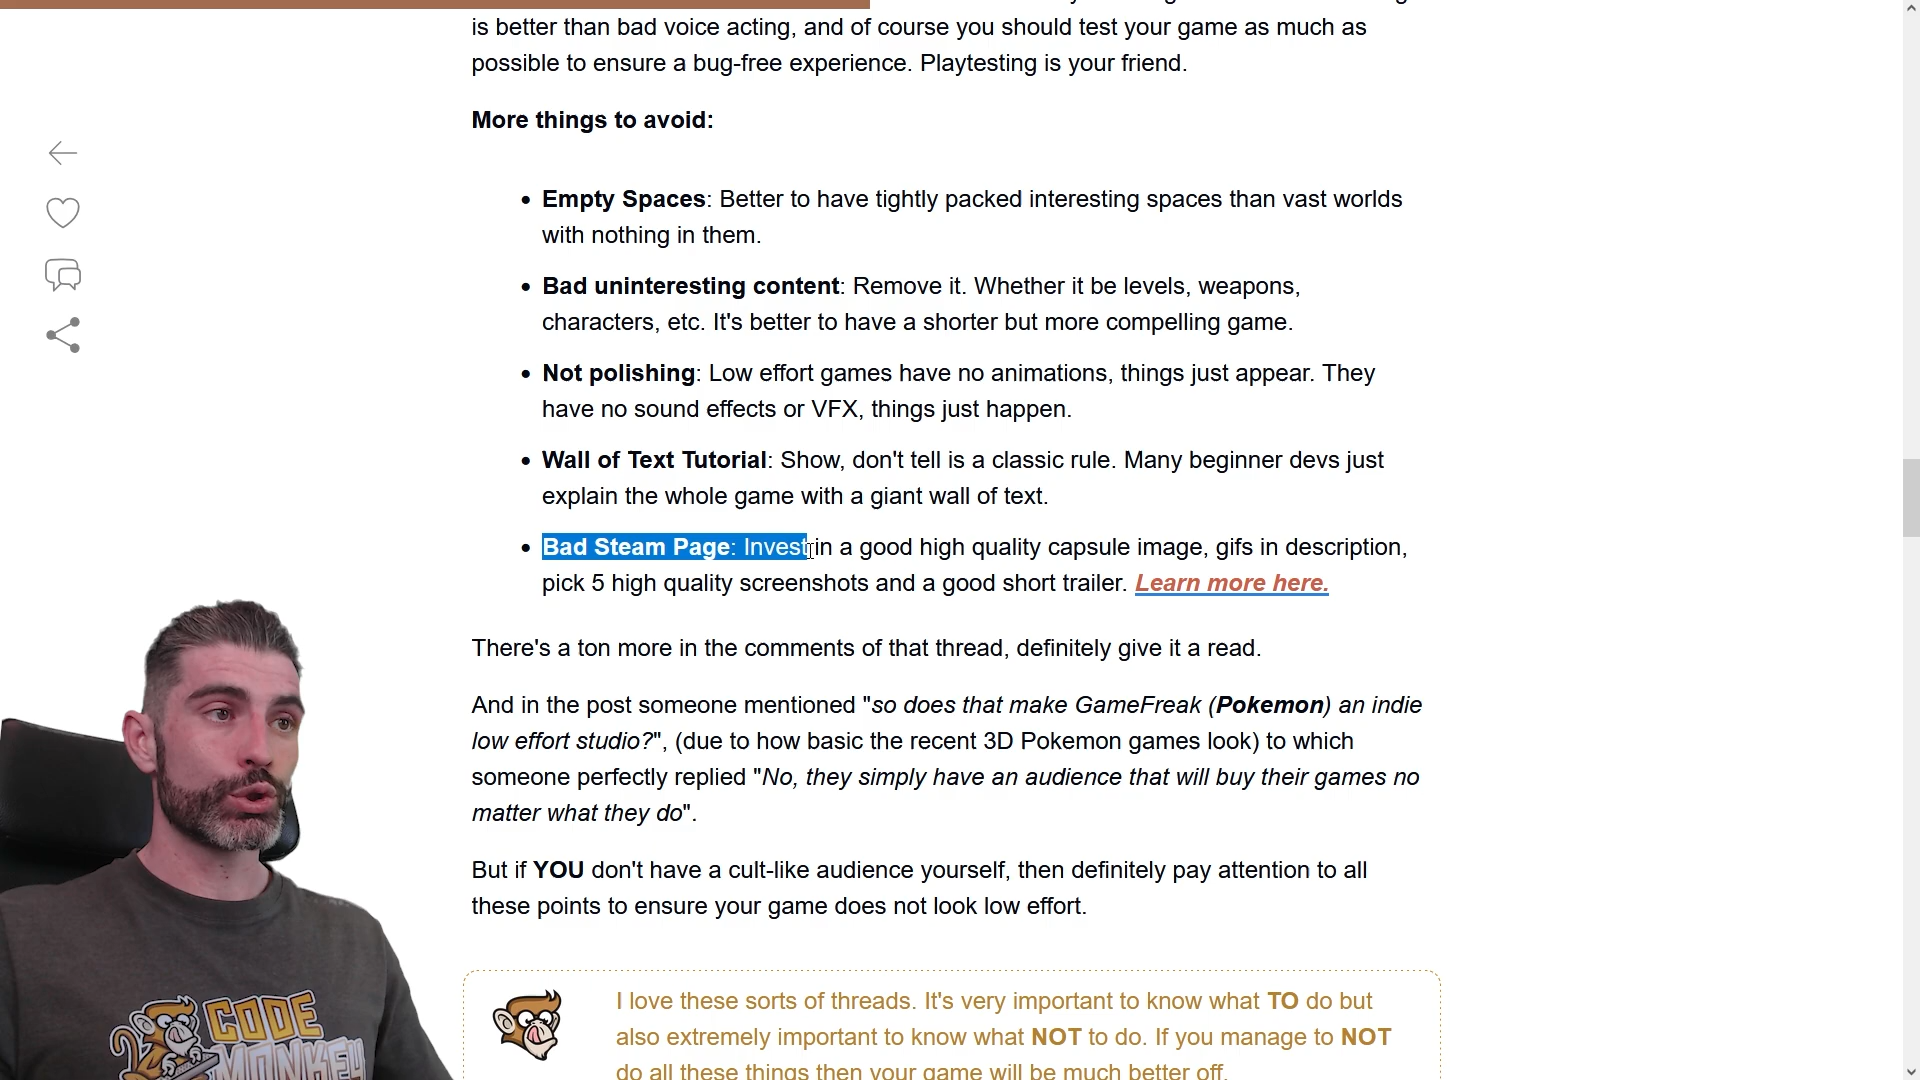 is better than bad voice acting, and of course you should test your game as much as
possible to ensure a bug-free experience. Playtesting is your friend.
More things to avoid:
• Empty Spaces: Better to have tightly packed interesting spaces than vast worlds
with nothing in them.
• Bad uninteresting content: Remove it. Whether it be levels, weapons,
characters, etc. It's better to have a shorter but more compelling game.
• Not polishing: Low effort games have no animations, things just appear. They
have no sound effects or VFX, things just happen.
• Wall of Text Tutorial: Show, don't tell is a classic rule. Many beginner devs just
explain the whole game with a giant wall of text.
• Bad Steam Page: Invest in a good high quality capsule image, gifs in description,
pick 5 high quality screenshots and a good short trailer. Learn more here.
There's a ton more in the comments of that thread, definitely give it a read.
And in the post someone mentioned "so does that make GameFreak (Pokemon) an indie
low effort studio?", (due to how basic the recent 3D Pokemon games look) to which
someone perfectly replied "No, they simply have an audience that will buy their games no
matter what they do".
But if YOU don't have a cult-like audience yourself, then definitely pay attention to all
these points to ensure your game does not look low effort.
I love these sorts of threads. It's very important to know what TO do but
also extremely important to know what NOT to do. If you manage to NOT
do all these things then your game will be much better off.
CODE
MONKEY